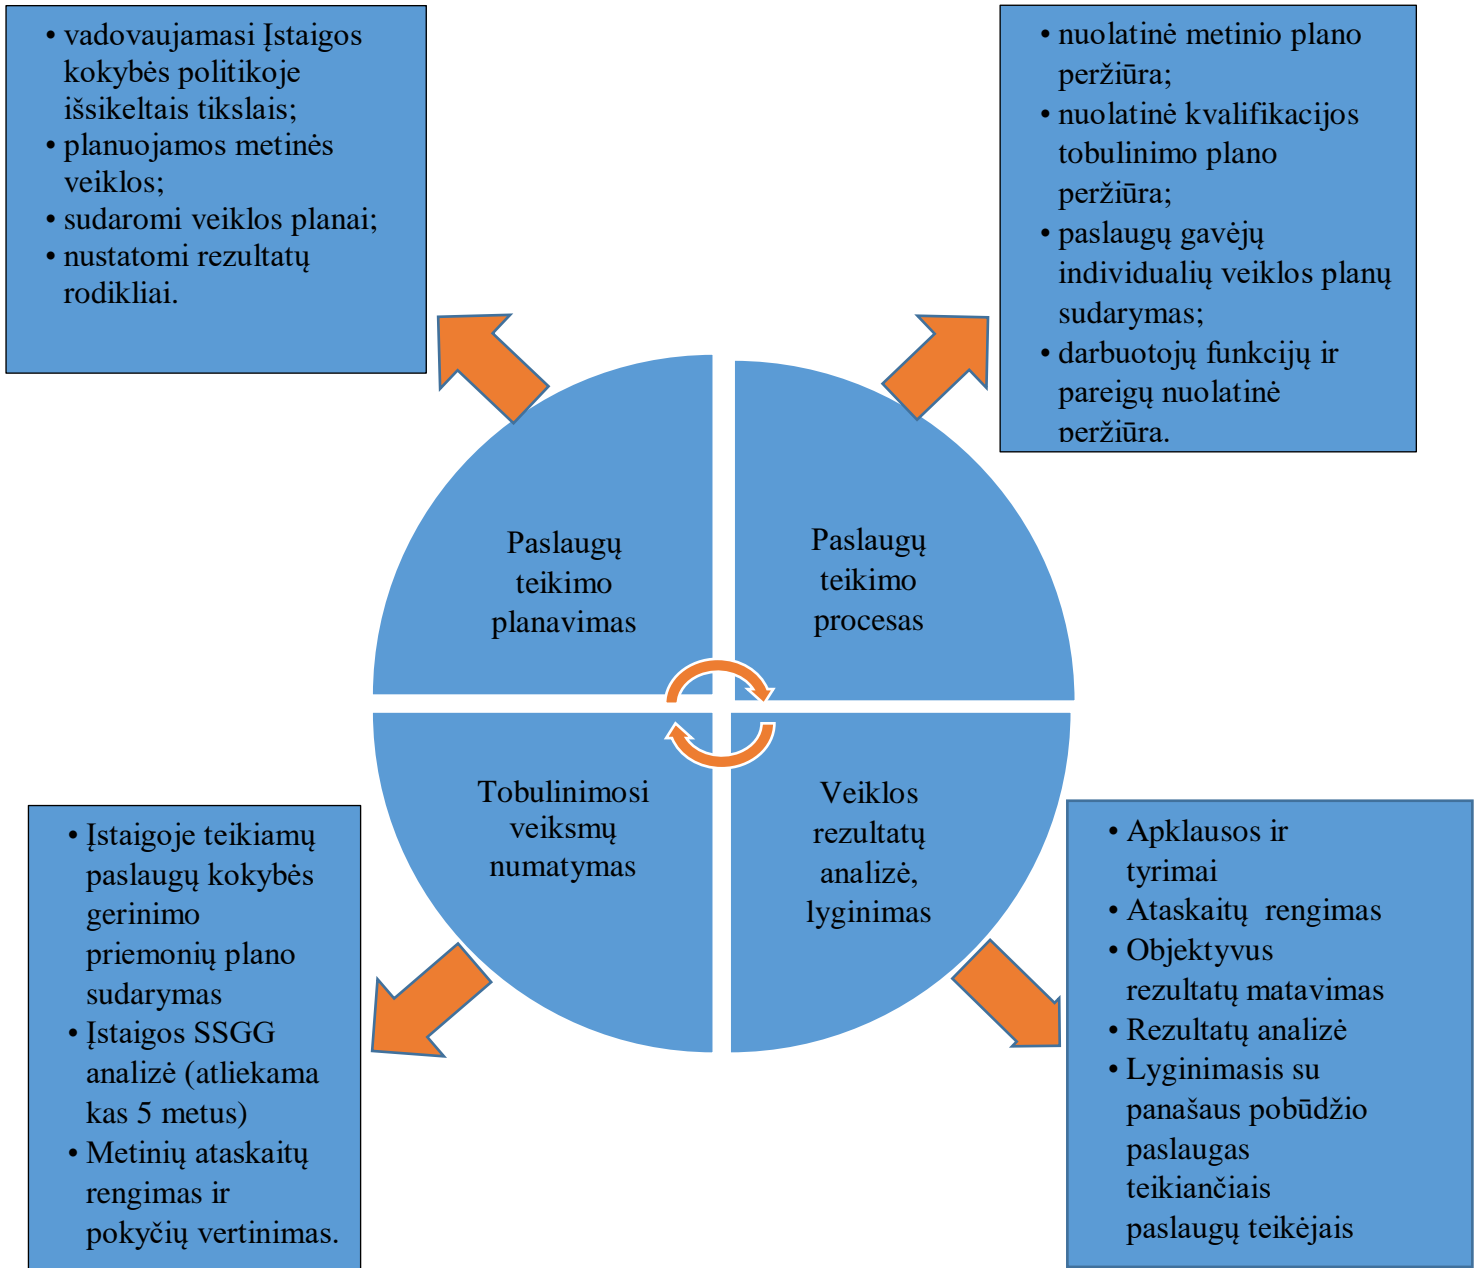 • vadovaujamasi Įstaigos
kokybės politikoje
išsikeltais tikslais;
• planuojamos metinės
veiklos;
• sudaromi veiklos planai;
• nustatomi rezultatų
rodikliai.
• nuolatinė metinio plano
peržiūra;
• nuolatinė kvalifikacijos
tobulinimo plano
peržiūra;
• paslaugų gavėjų
individualių veiklos planų
sudarymas;
• darbuotojų funkcijų ir
pareigų nuolatinė
peržiūra.
Paslaugų
teikimo
planavimas
Paslaugų
teikimo
procesas
Tobulinimosi
veiksmų
numatymas
Veiklos
rezultatų
analizė,
lyginimas
• Įstaigoje teikiamų
paslaugų kokybės
gerinimo
priemonių plano
sudarymas
• Įstaigos SSGG
analizė (atliekama
kas 5 metus)
• Metinių ataskaitų
rengimas ir
pokyčių vertinimas.
• Apklausos ir
tyrimai
• Ataskaitų rengimas
• Objektyvus
rezultatų matavimas
• Rezultatų analizė
• Lyginimasis su
panašaus pobūdžio
paslaugas
teikiančiais
paslaugų teikėjais